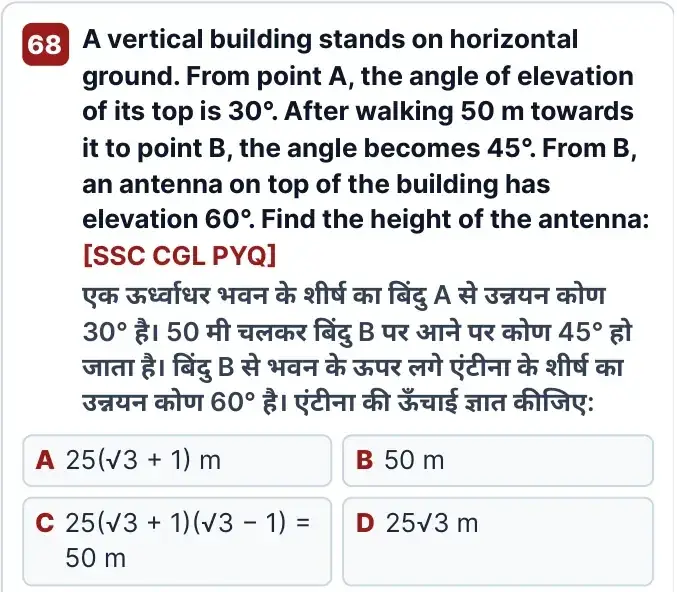 68 A vertical building stands on horizontal
ground. From point A, the angle of elevation
of its top is 30°. After walking 50 m towards
it to point B, the angle becomes 45°. From B,
an antenna on top of the building has
elevation 60°. Find the height of the antenna:
[SSC CGL PYQ]
एक ऊर्ध्वाधर भवन के शीर्ष का बिंदु A से उन्नयन कोण
30° है। 50 मी चलकर बिंदु B पर आने पर कोण 45° हो
जाता है। बिंदु B से भवन के ऊपर लगे एंटीना के शीर्ष का
उन्नयन कोण 60° है। एंटीना की ऊँचाई ज्ञात कीजिए:
A 25(√3 + 1) m
B 50 m
C 25(√3 + 1)(√3 − 1) =
50 m
D 25√3 m